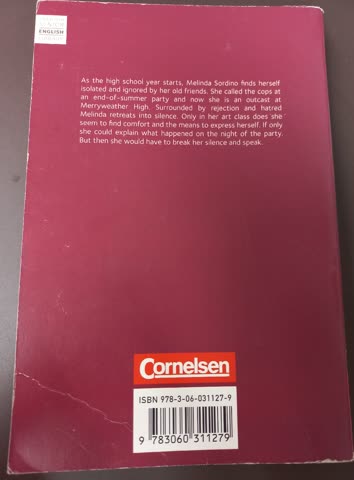 ENGLISH
As the high school year starts, Melinda Sordino finds herself
isolated and ignored by her old friends. She called the cops at
an end-of-summer party and now she is an outcast at
Merryweather High. Surrounded by rejection and hatred
Melinda retreats into silence. Only in her art class does she
seem to find comfort and the means to express herself. If only
she could explain what happened on the night of the party.
But then she would have to break her silence and speak.
Cornelsen
ISBN 978-3-06-031127-9
9 783060 311279